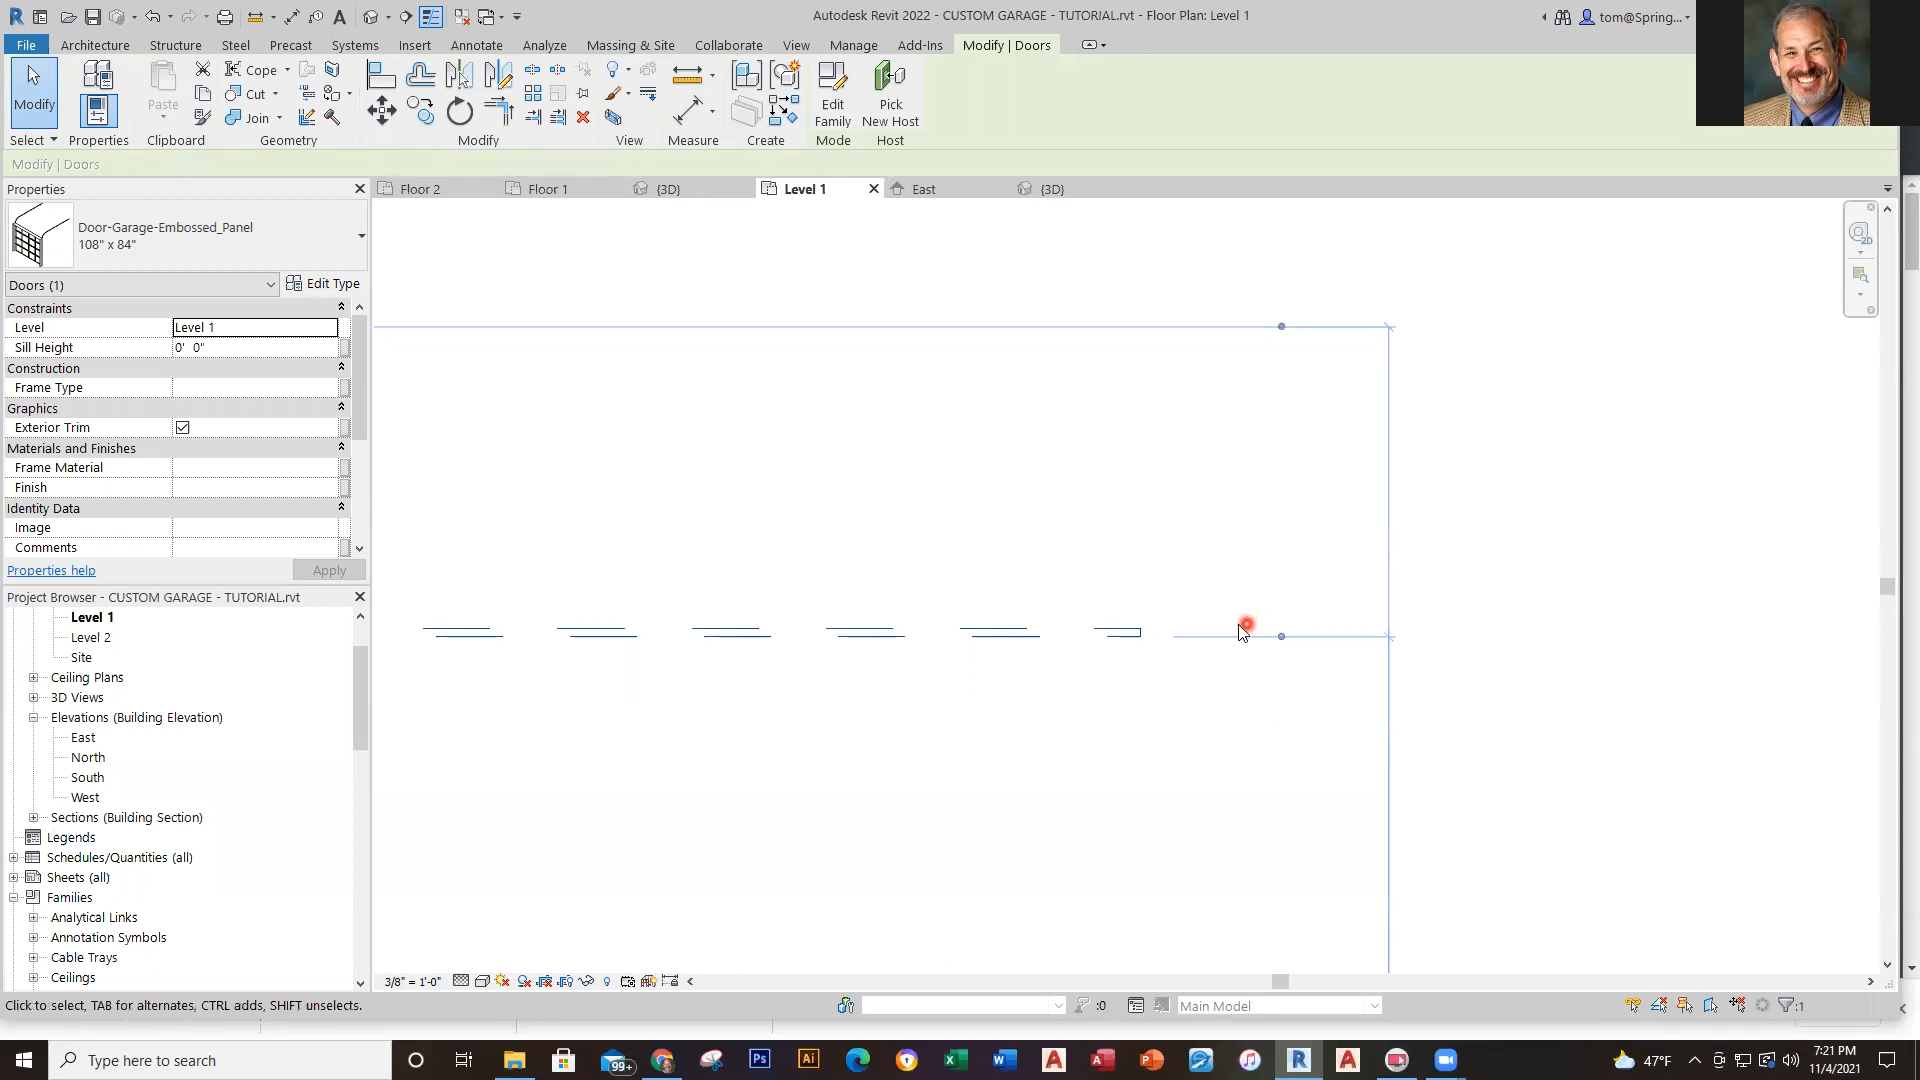 Autodesk Revit 2022 - CUSTOM GARAGE - TUTORIAL.rvt - Floor Plan: Level 1
tom@Spring...
File Architecture Structure Steel Precast Systems Insert Annotate Analyze Massing & Site Collaborate View Manage Add-Ins Modify | Doors
Modify
Paste
Cope
Cut
Join
Edit Family
Pick New Host
Select Properties Clipboard Geometry Modify View Measure Create Mode Host
Modify | Doors
Properties
Floor 2 Floor 1 {3D} Level 1 East {3D}
Door-Garage-Embossed_Panel
108" x 84"
Doors (1) Edit Type
Constraints
Level Level 1
Sill Height 0' 0"
Construction
Frame Type
Graphics
Exterior Trim
Materials and Finishes
Frame Material
Finish
Identity Data
Image
Comments
Properties help Apply
Project Browser - CUSTOM GARAGE - TUTORIAL.rvt
Level 1
Level 2
Site
Ceiling Plans
3D Views
Elevations (Building Elevation)
East
North
South
West
Sections (Building Section)
Legends
Schedules/Quantities (all)
Sheets (all)
Families
Analytical Links
Annotation Symbols
Cable Trays
Ceilings
2D
3/8" = 1'-0"
Click to select, TAB for alternates, CTRL adds, SHIFT unselects.
:0
Main Model
:1
Type here to search
99+
47°F
7:21 PM
11/4/2021